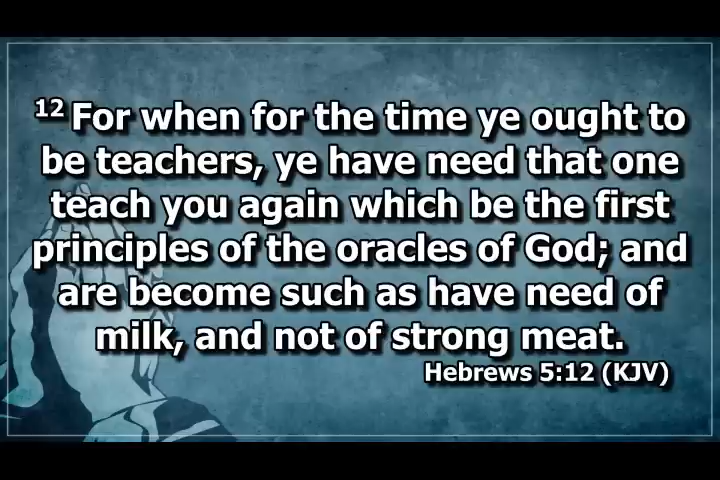 12 For when for the time ye ought to
be teachers, ye have need that one
teach you again which be the first
principles of the oracles of God; and
are become such as have need of
milk, and not of strong meat.
Hebrews 5:12 (KJV)